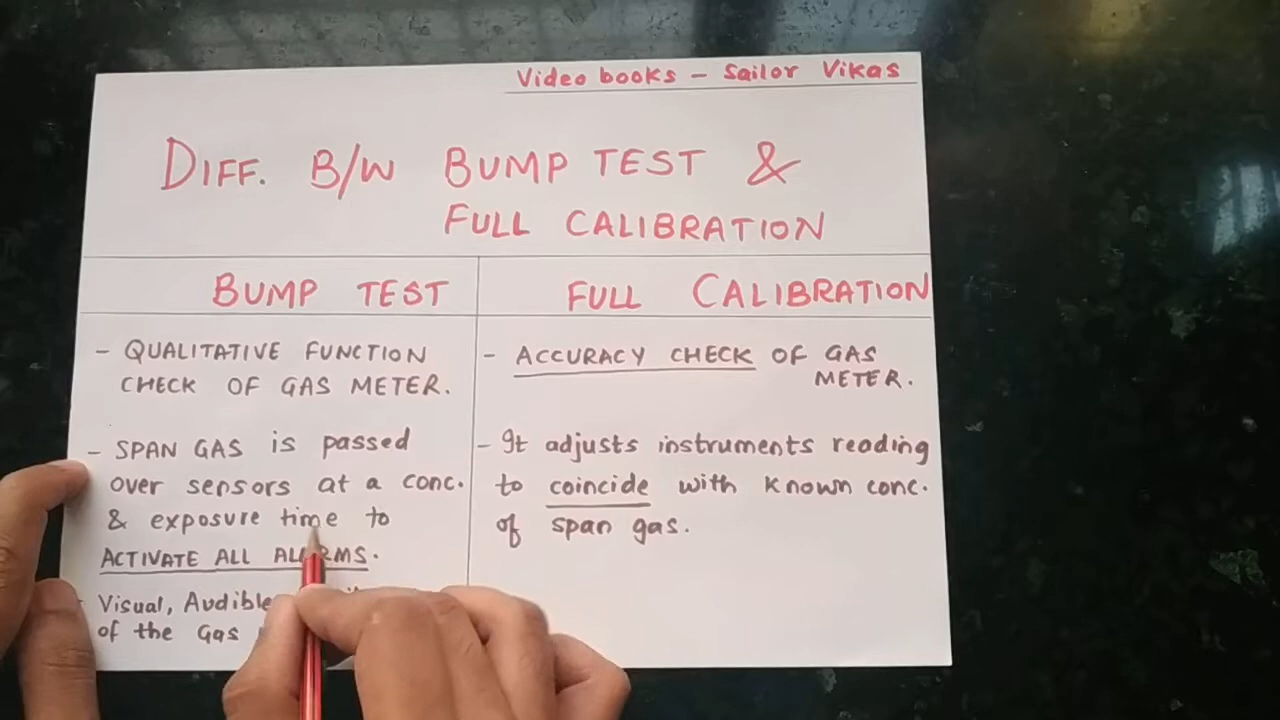 Video books - Sailor Vikas
DIFF. B/W BUMP TEST &
FULL CALIBRATION
BUMP TEST
- QUALITATIVE FUNCTION
CHECK OF GAS METER.
- SPAN GAS is passed
over sensors at a conc.
& exposure time to
ACTIVATE ALL ALARMS.
Visual, Audible
of the Gas
FULL CALIBRATION
- ACCURACY CHECK OF GAS
METER.
- It adjusts instruments reading
to coincide with known conc.
of span gas.